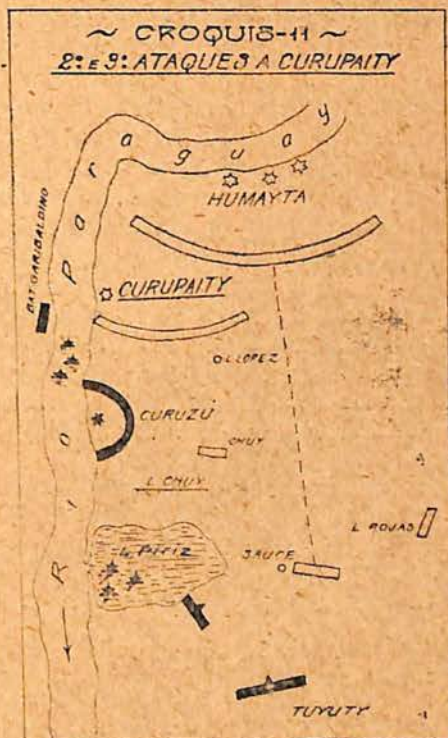 ~ CROQUIS-11 ~
2º E 3º: ATAQUES A CURUPAITY
Rio Paraguay
HUMAYTA
BAT. GARIBALDINO
CURUPAITY
L LOPEZ
CURUZÚ
CHUY
L CHUY
L ROJAS
L. PIRIZ
SAUCE
TUYUTY